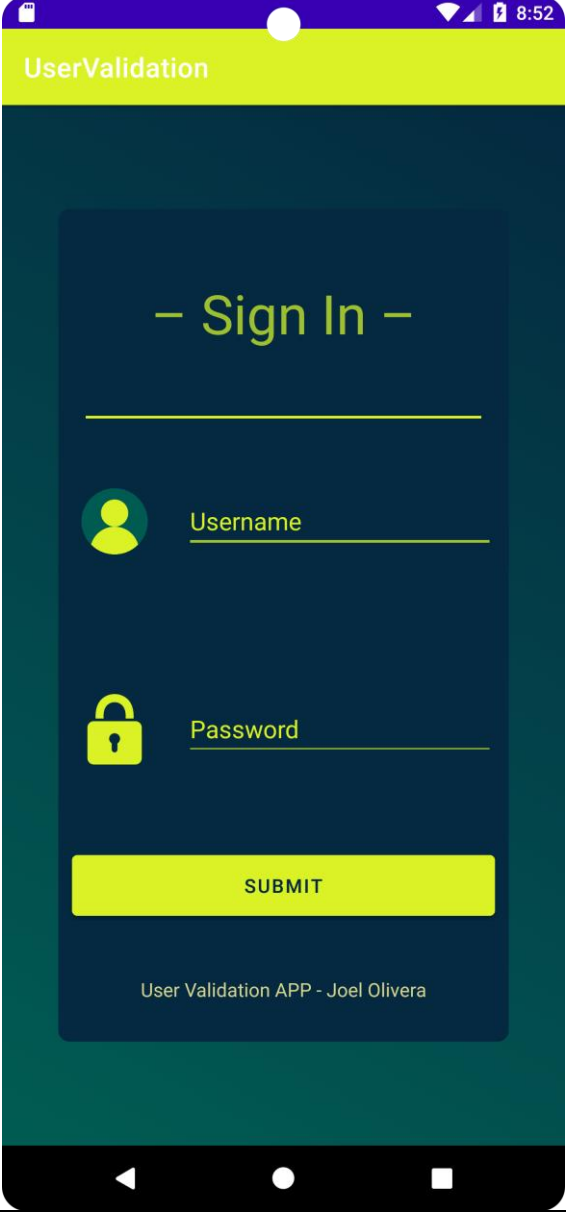 8:52
UserValidation
– Sign In –
Username
Password
SUBMIT
User Validation APP - Joel Olivera